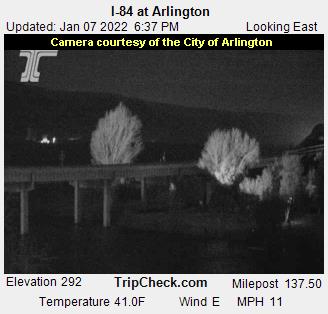 I-84 at Arlington
Updated: Jan 07 2022 6:37 PM Looking East
Camera courtesy of the City of Arlington
Elevation 292 TripCheck.com Milepost 137.50
Temperature 41.0F Wind E MPH 11